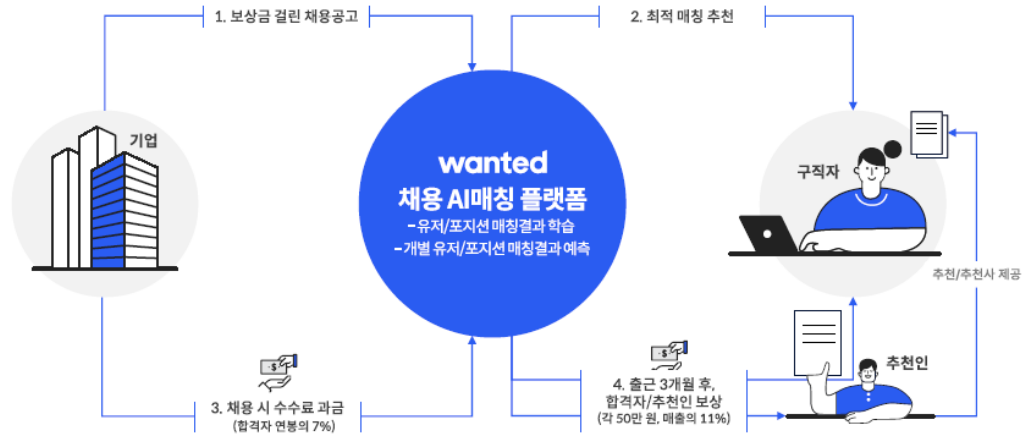 1. 보상금 걸린 채용공고
2. 최적 매칭 추천
기업
wanted
채용 AI매칭 플랫폼
-유저/포지션 매칭결과 학습
-개별 유저/포지션 매칭결과 예측
구직자
추천/추천사 제공
$
3. 채용 시 수수료 과금
(합격자 연봉의 7%)
$
4. 출근 3개월 후,
합격자/추천인 보상
(각 50만 원, 매출의 11%)
추천인